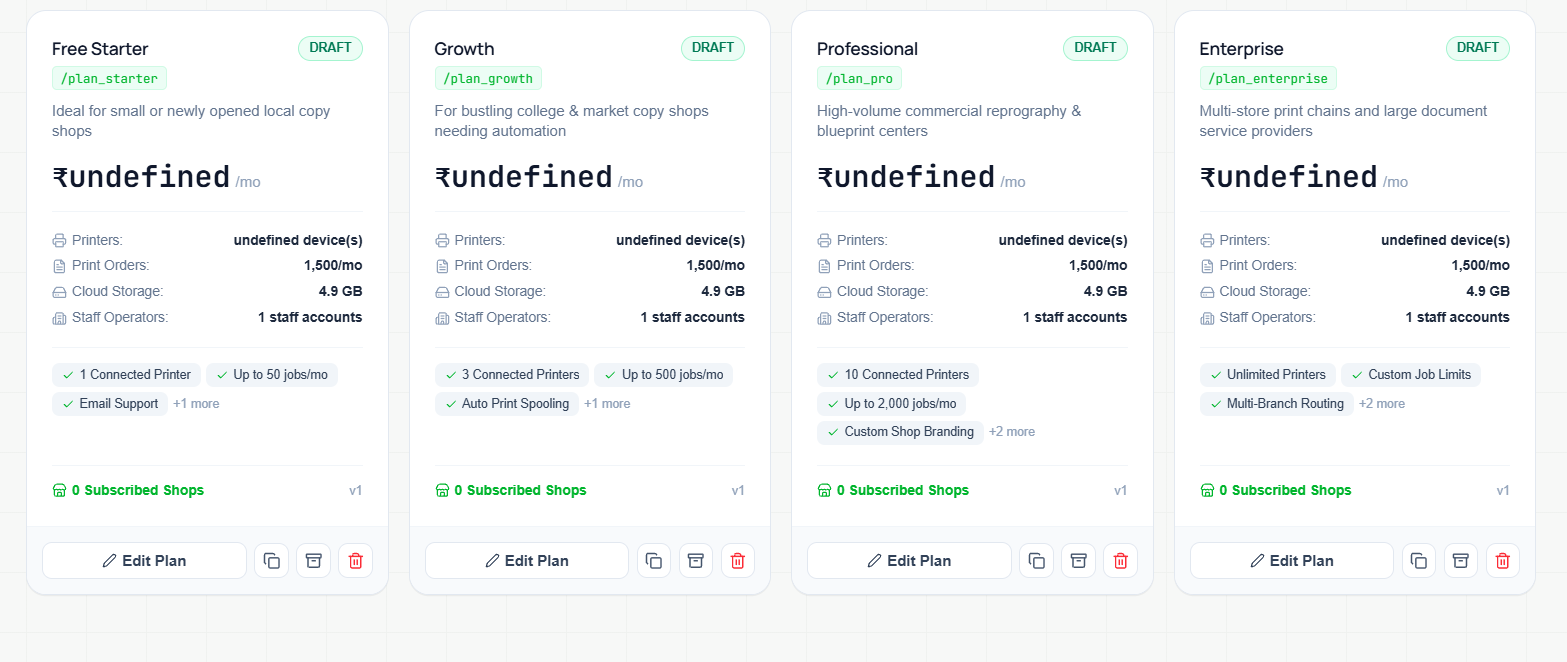 Free Starter
DRAFT
/plan_starter
Ideal for small or newly opened local copy
shops
₹undefined /mo
Printers: undefined device(s)
Print Orders: 1,500/mo
Cloud Storage: 4.9 GB
Staff Operators: 1 staff accounts
1 Connected Printer Up to 50 jobs/mo
Email Support +1 more
0 Subscribed Shops v1
Edit Plan
Growth
DRAFT
/plan_growth
For bustling college & market copy shops
needing automation
₹undefined /mo
Printers: undefined device(s)
Print Orders: 1,500/mo
Cloud Storage: 4.9 GB
Staff Operators: 1 staff accounts
3 Connected Printers Up to 500 jobs/mo
Auto Print Spooling +1 more
0 Subscribed Shops v1
Edit Plan
Professional
DRAFT
/plan_pro
High-volume commercial reprography &
blueprint centers
₹undefined /mo
Printers: undefined device(s)
Print Orders: 1,500/mo
Cloud Storage: 4.9 GB
Staff Operators: 1 staff accounts
10 Connected Printers
Up to 2,000 jobs/mo
Custom Shop Branding +2 more
0 Subscribed Shops v1
Edit Plan
Enterprise
DRAFT
/plan_enterprise
Multi-store print chains and large document
service providers
₹undefined /mo
Printers: undefined device(s)
Print Orders: 1,500/mo
Cloud Storage: 4.9 GB
Staff Operators: 1 staff accounts
Unlimited Printers Custom Job Limits
Multi-Branch Routing +2 more
0 Subscribed Shops v1
Edit Plan